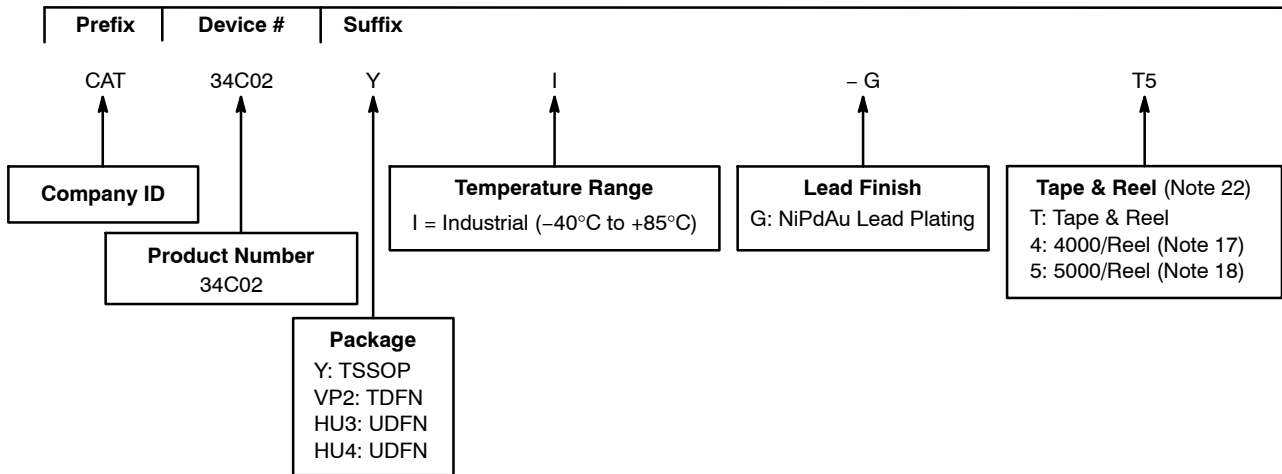 Prefix Device # Suffix
CAT 34C02 Y I – G T5
Company ID
Product Number
34C02
Package
Y: TSSOP
VP2: TDFN
HU3: UDFN
HU4: UDFN
Temperature Range
I = Industrial (–40°C to +85°C)
Lead Finish
G: NiPdAu Lead Plating
Tape & Reel (Note 22)
T: Tape & Reel
4: 4000/Reel (Note 17)
5: 5000/Reel (Note 18)